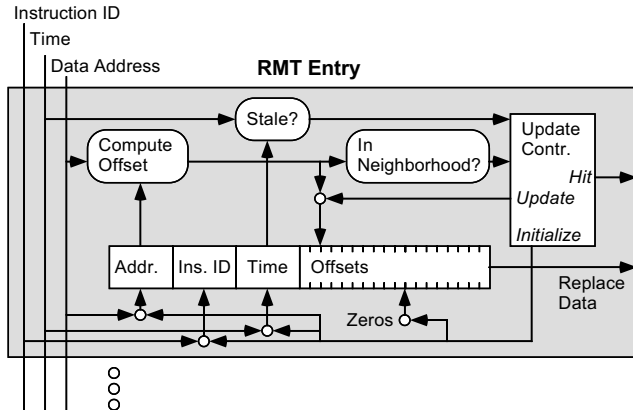 Instruction ID
Time
Data Address
RMT Entry
Stale?
Compute
Offset
In
Neighborhood?
Update
Contr.
Hit
Update
Initialize
Addr.
Ins. ID
Time
Offsets
Replace
Data
Zeros